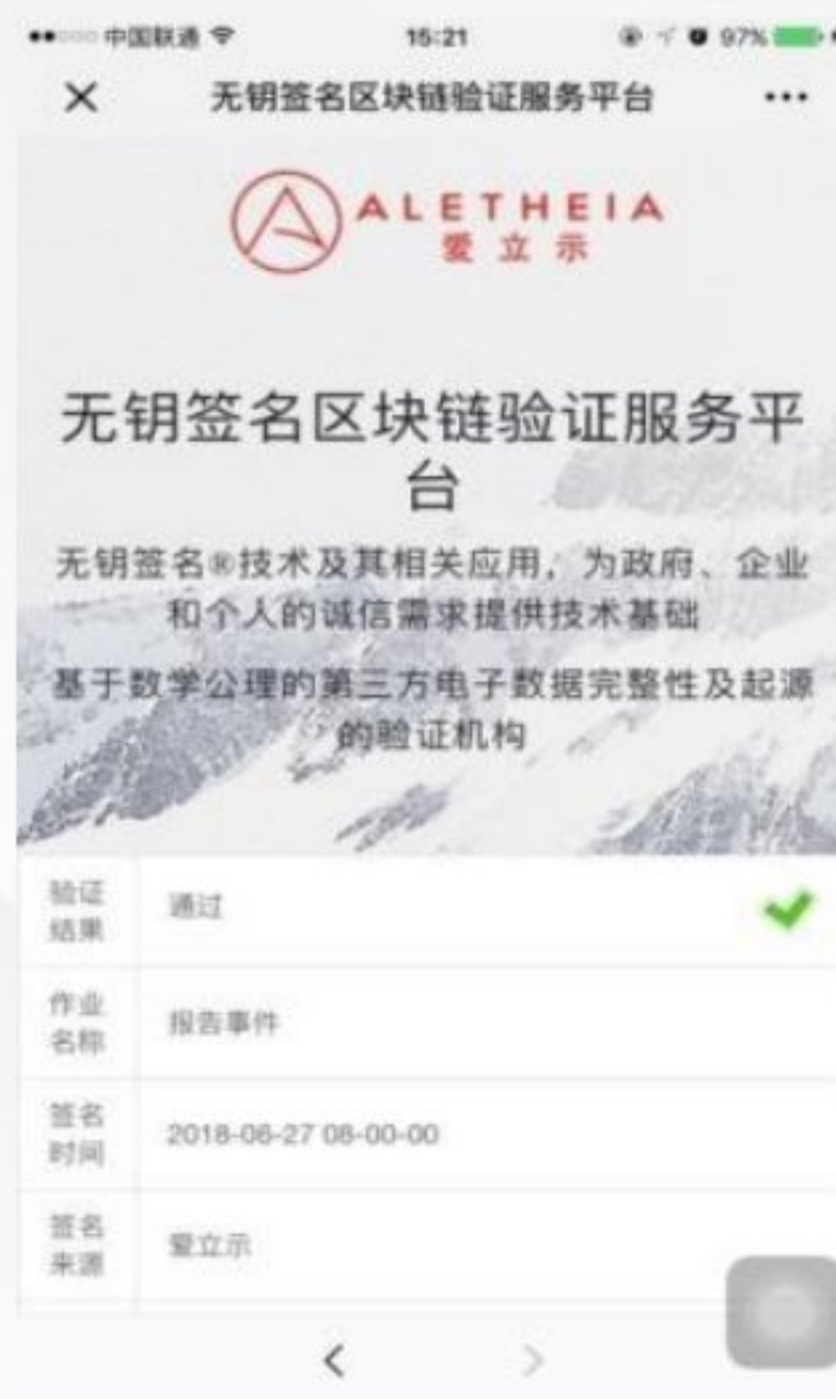 中国联通 15:21 97%
无钥签名区块链验证服务平台
ALETHEIA
爱立示
无钥签名区块链验证服务平
台
无钥签名®技术及其相关应用，为政府、企业
和个人的诚信需求提供技术基础
基于数学公理的第三方电子数据完整性及起源
的验证机构
验证
结果
通过
作业
名称
报告事件
签名
时间
2018-06-27 08-00-00
签名
来源
爱立示